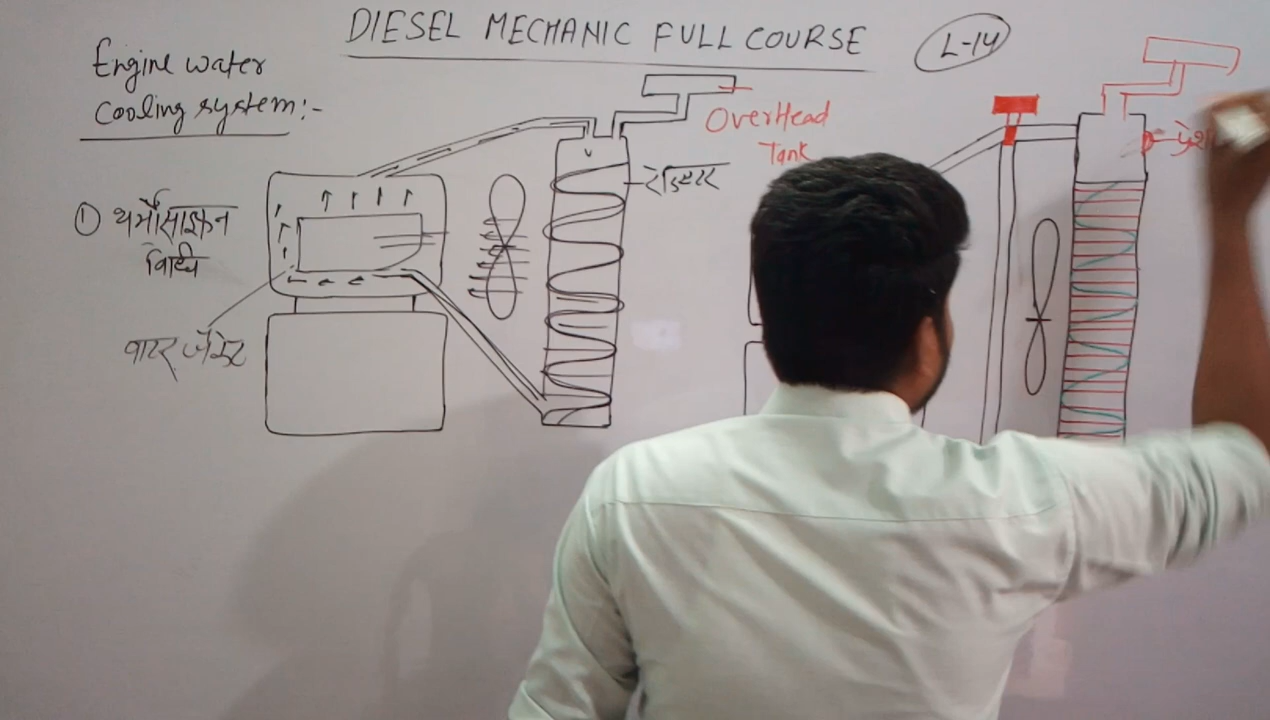 DIESEL MECHANIC FULL COURSE
L-14
Engine water
cooling system:-
OverHead
Tank
रेडियटर
① थर्मोसाइफन
विधि
वाटर जैकेट